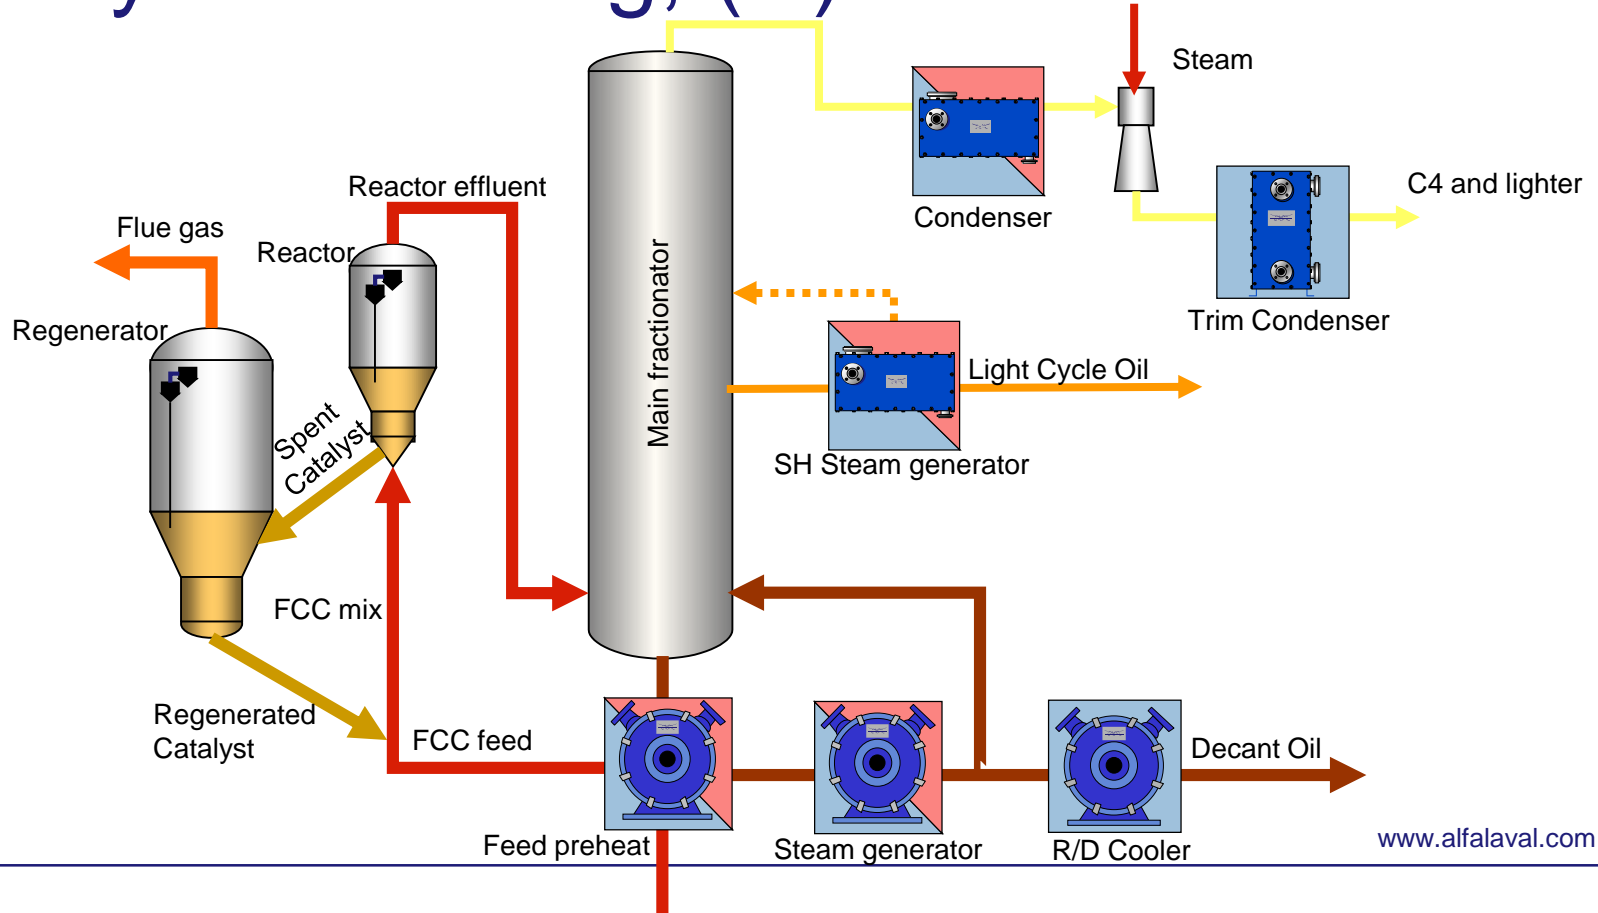 Steam
C4 and lighter
Reactor effluent
Condenser
Flue gas
Reactor
Regenerator
Trim Condenser
Main fractionator
Light Cycle Oil
Spent
Catalyst
SH Steam generator
FCC mix
Regenerated
Catalyst
FCC feed
Decant Oil
Feed preheat
Steam generator
R/D Cooler
www.alfalaval.com